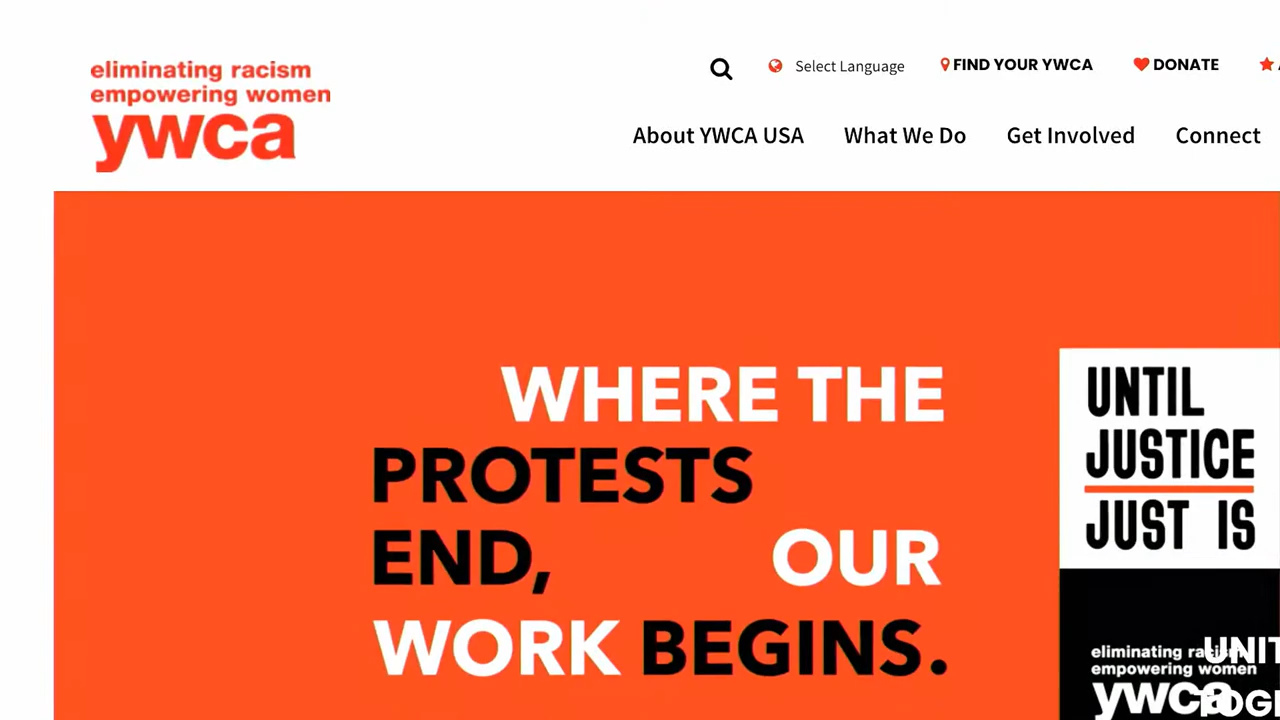 eliminating racism
empowering women
ywca
Select Language
FIND YOUR YWCA
DONATE
About YWCA USA
What We Do
Get Involved
Connect
WHERE THE
PROTESTS
END, OUR
WORK BEGINS.
UNTIL
JUSTICE
JUST IS
eliminating racism
empowering women
ywca